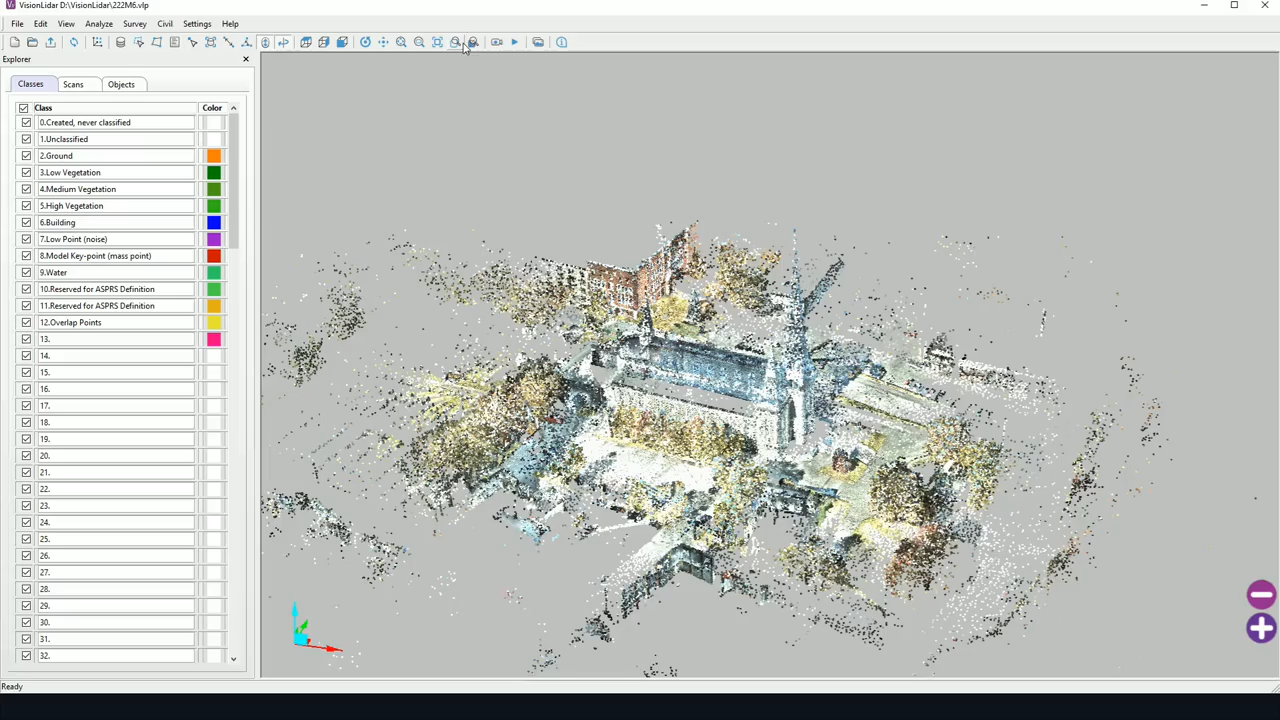 VisionLidar D:\VisionLidar\222M6.vlp
File Edit View Analyze Survey Civil Settings Help
Explorer
Classes Scans Objects
Class Color
0.Created, never classified
1.Unclassified
2.Ground
3.Low Vegetation
4.Medium Vegetation
5.High Vegetation
6.Building
7.Low Point (noise)
8.Model Key-point (mass point)
9.Water
10.Reserved for ASPRS Definition
11.Reserved for ASPRS Definition
12.Overlap Points
13.
14.
15.
16.
17.
18.
19.
20.
21.
22.
23.
24.
25.
26.
27.
28.
29.
30.
31.
32.
Ready